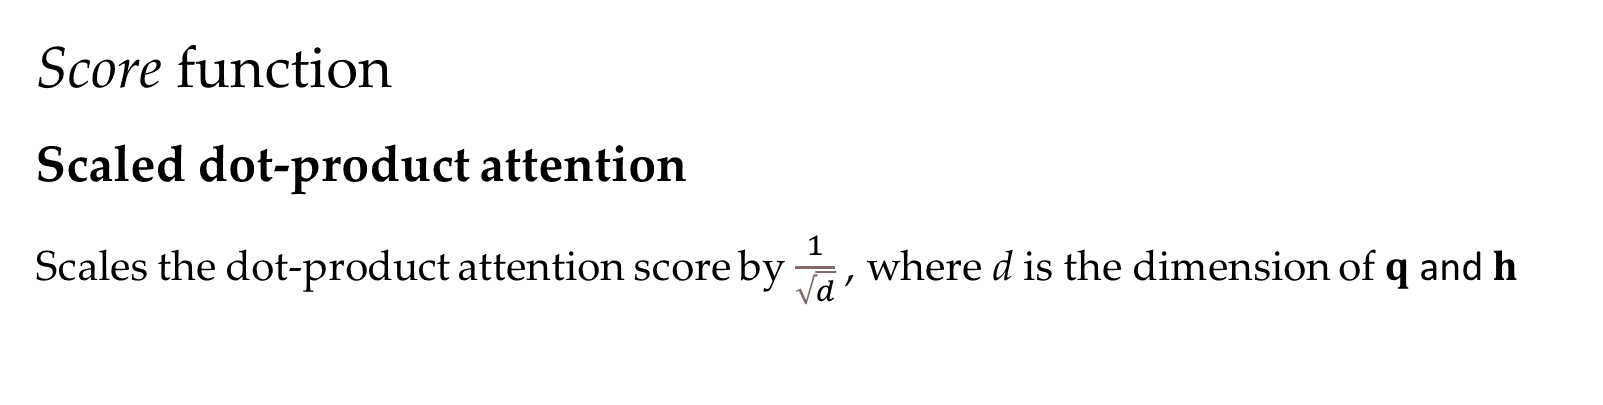 Score function
Scaled dot-product attention
Scales the dot-product attention score by 1/√d, where d is the dimension of q and h